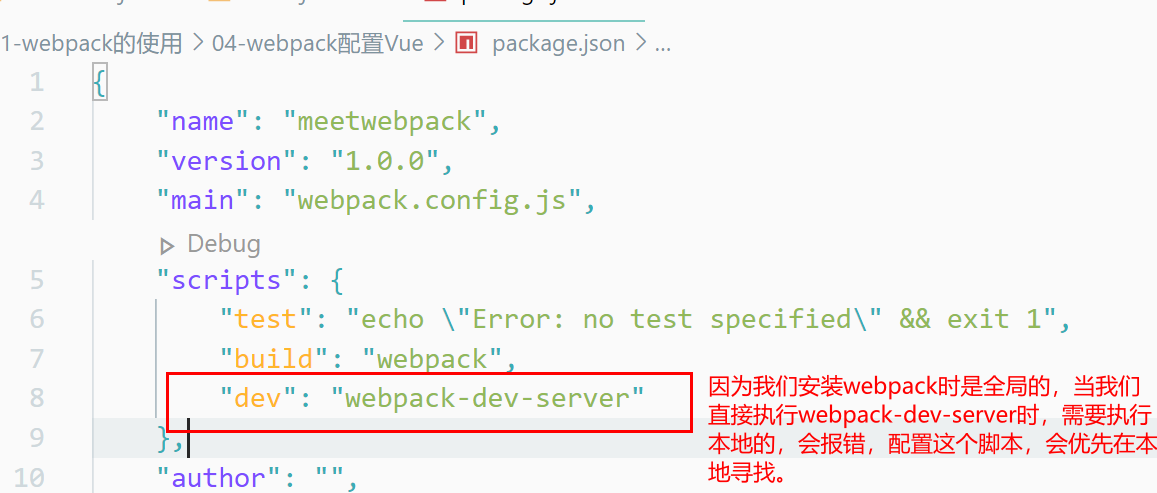 1-webpack的使用 > 04-webpack配置Vue > package.json > ...
1 {
2 "name": "meetwebpack",
3 "version": "1.0.0",
4 "main": "webpack.config.js",
Debug
5 "scripts": {
6 "test": "echo \"Error: no test specified\" && exit 1",
7 "build": "webpack",
8 "dev": "webpack-dev-server"
9 },
10 "author": "",
因为我们安装webpack时是全局的，当我们
直接执行webpack-dev-server时，需要执行
本地的，会报错，配置这个脚本，会优先在本
地寻找。